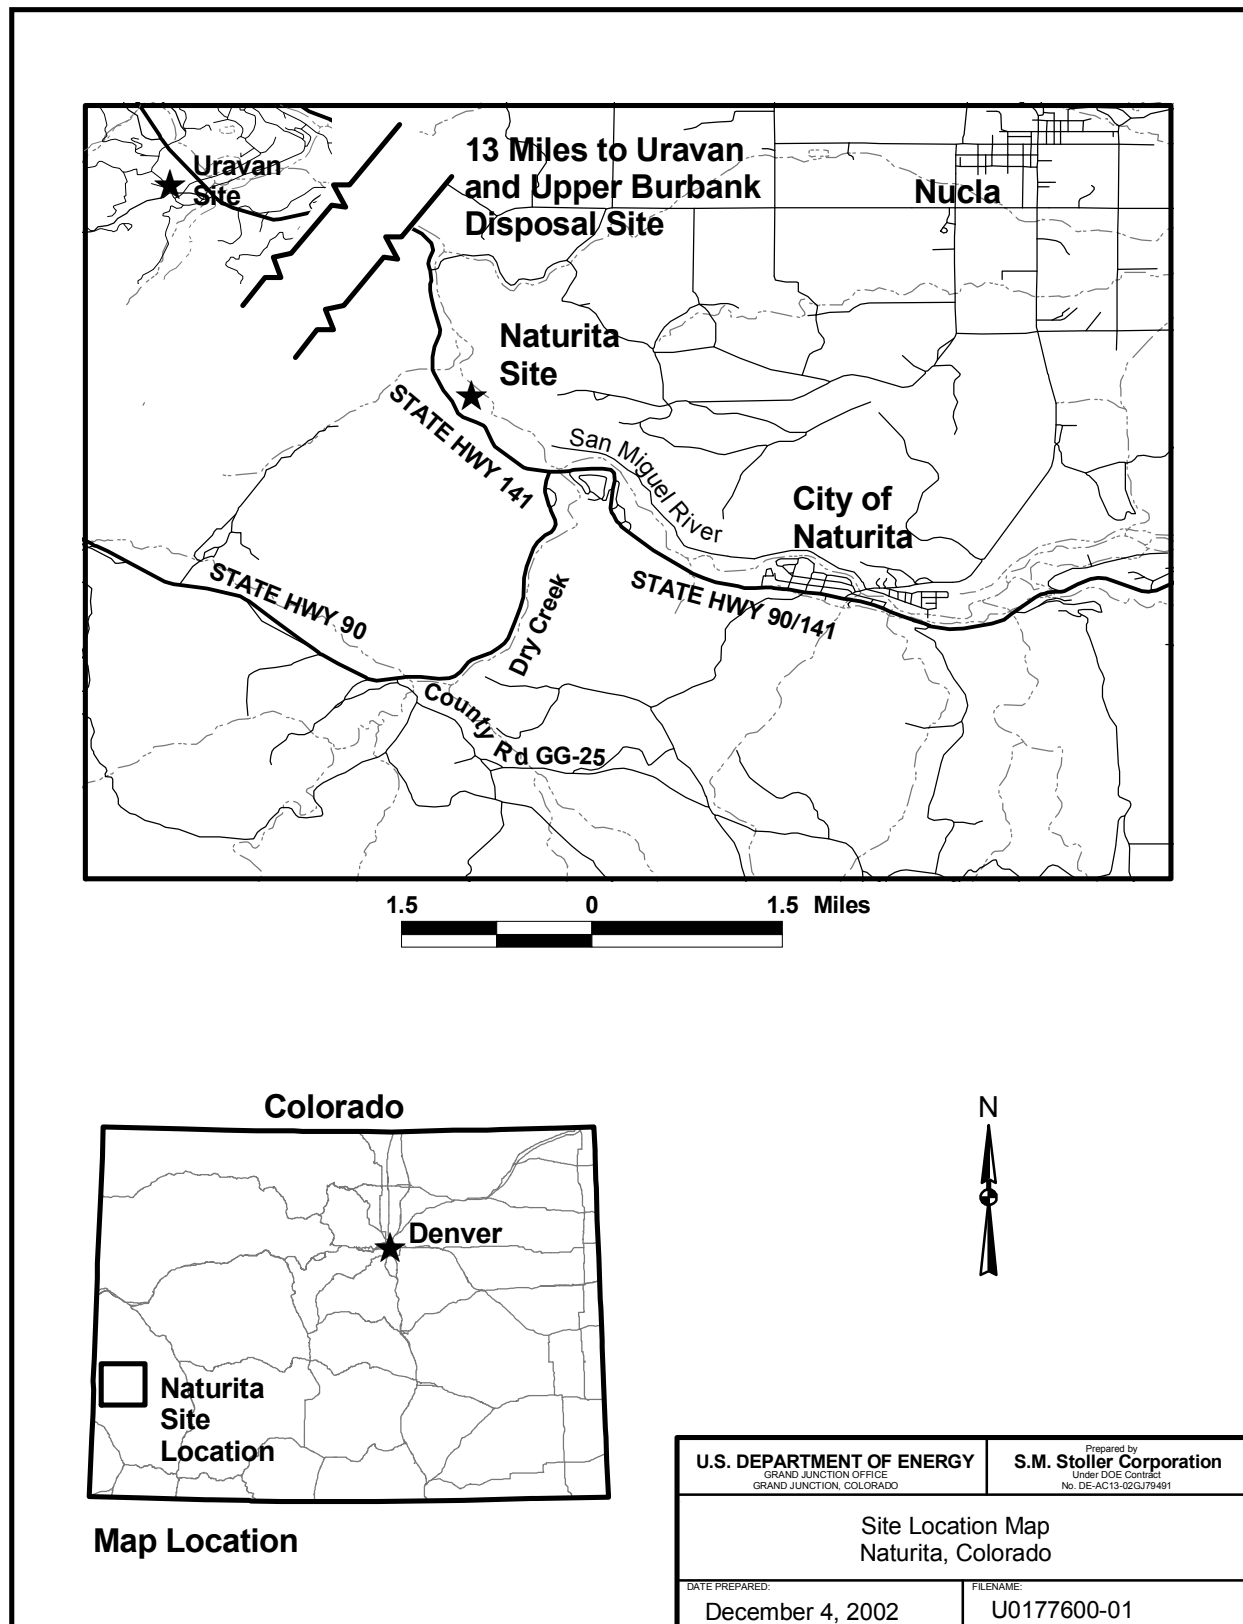 13 Miles to Uravan
and Upper Burbank
Disposal Site
Uravan
Site
Nucla
Naturita
Site
STATE HWY 141
San Miguel River
City of
Naturita
STATE HWY 90
Dry Creek
STATE HWY 90/141
County Rd GG-25
1.5 0 1.5 Miles
Colorado
N
Denver
Naturita
Site
Location
Map Location
U.S. DEPARTMENT OF ENERGY
GRAND JUNCTION OFFICE
GRAND JUNCTION, COLORADO
Prepared by
S.M. Stoller Corporation
Under DOE Contract
No. DE-AC13-02GJ79491
Site Location Map
Naturita, Colorado
DATE PREPARED:
December 4, 2002
FILENAME:
U0177600-01